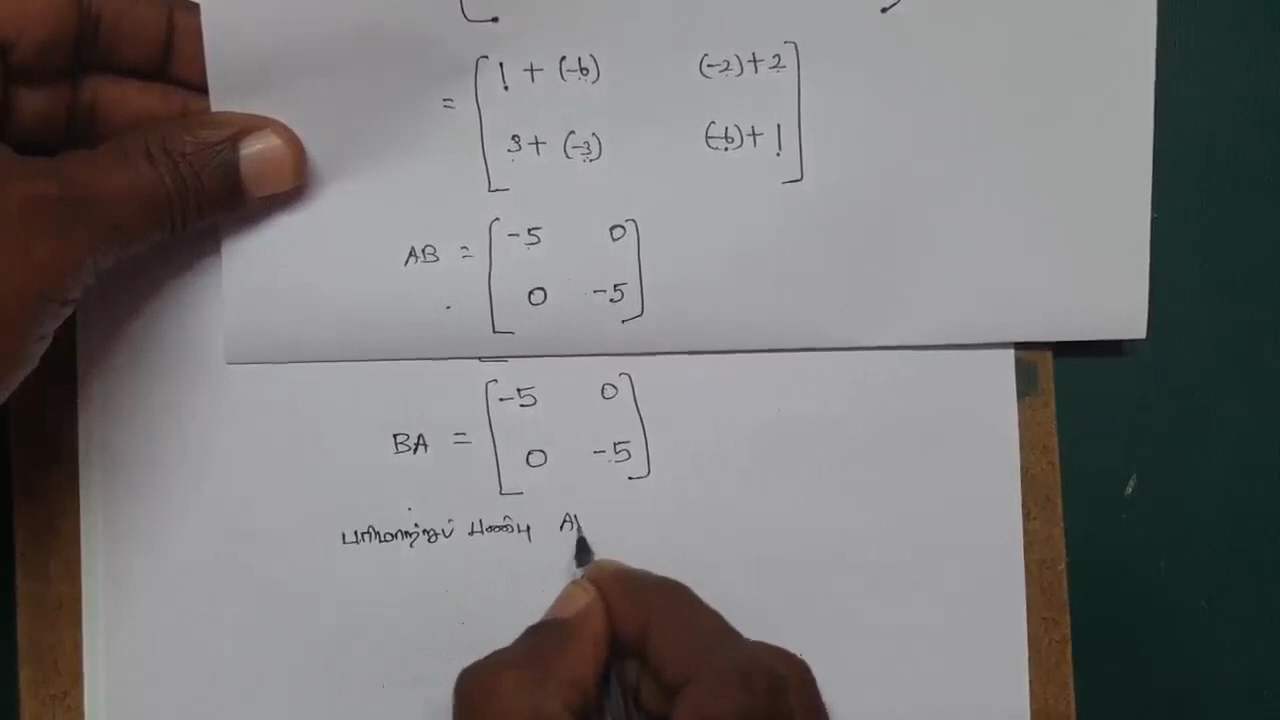 = [ 1 + (-6) (-2)+2
3 + (-3) (-6)+1 ]
AB = [ -5 0
0 -5 ]
BA = [ -5 0
0 -5 ]
பரிமாற்றப் பண்பு A